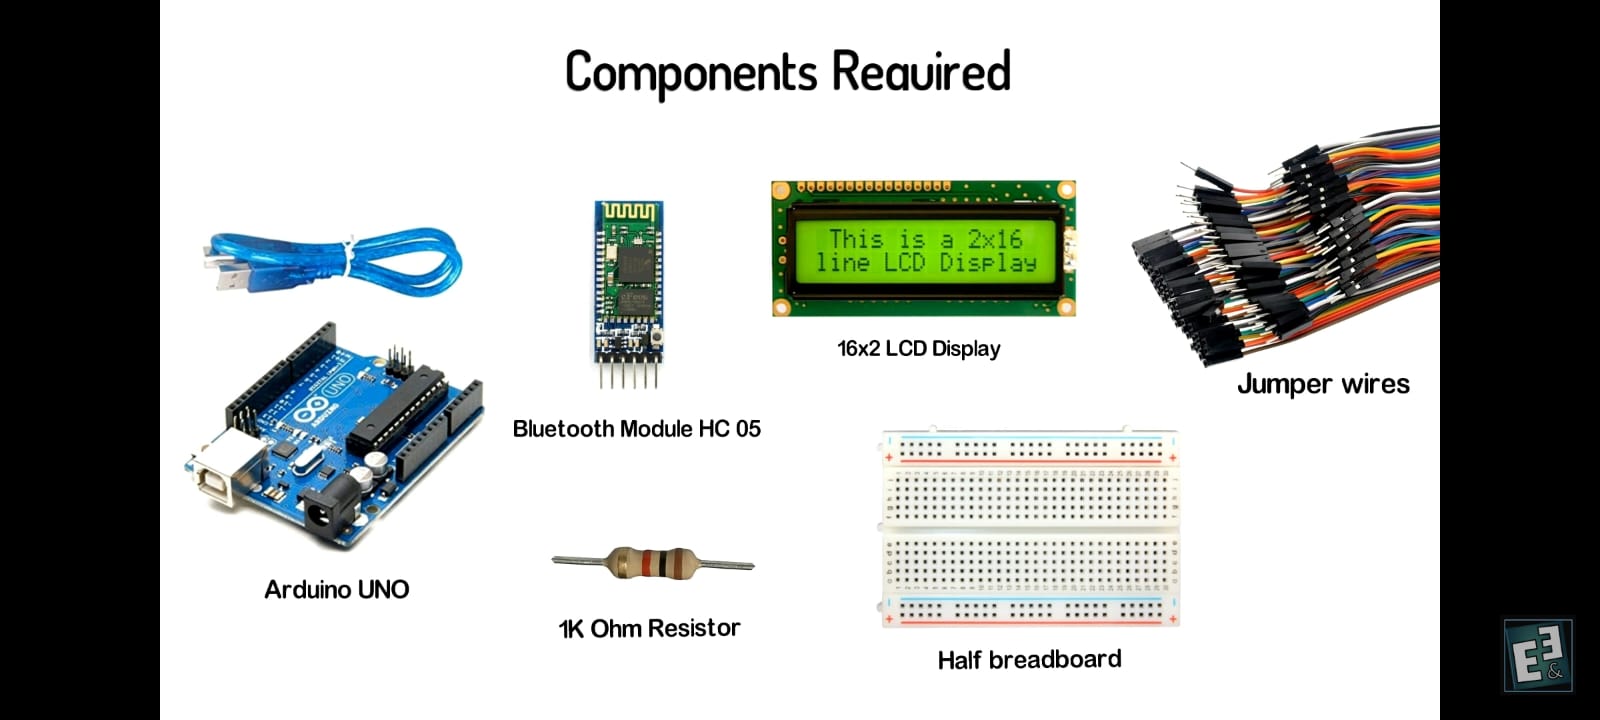 Components Required
This is a 2x16
line LCD Display
16x2 LCD Display
Jumper wires
Bluetooth Module HC 05
UNO
ARDUINO
Arduino UNO
1K Ohm Resistor
Half breadboard
E&E